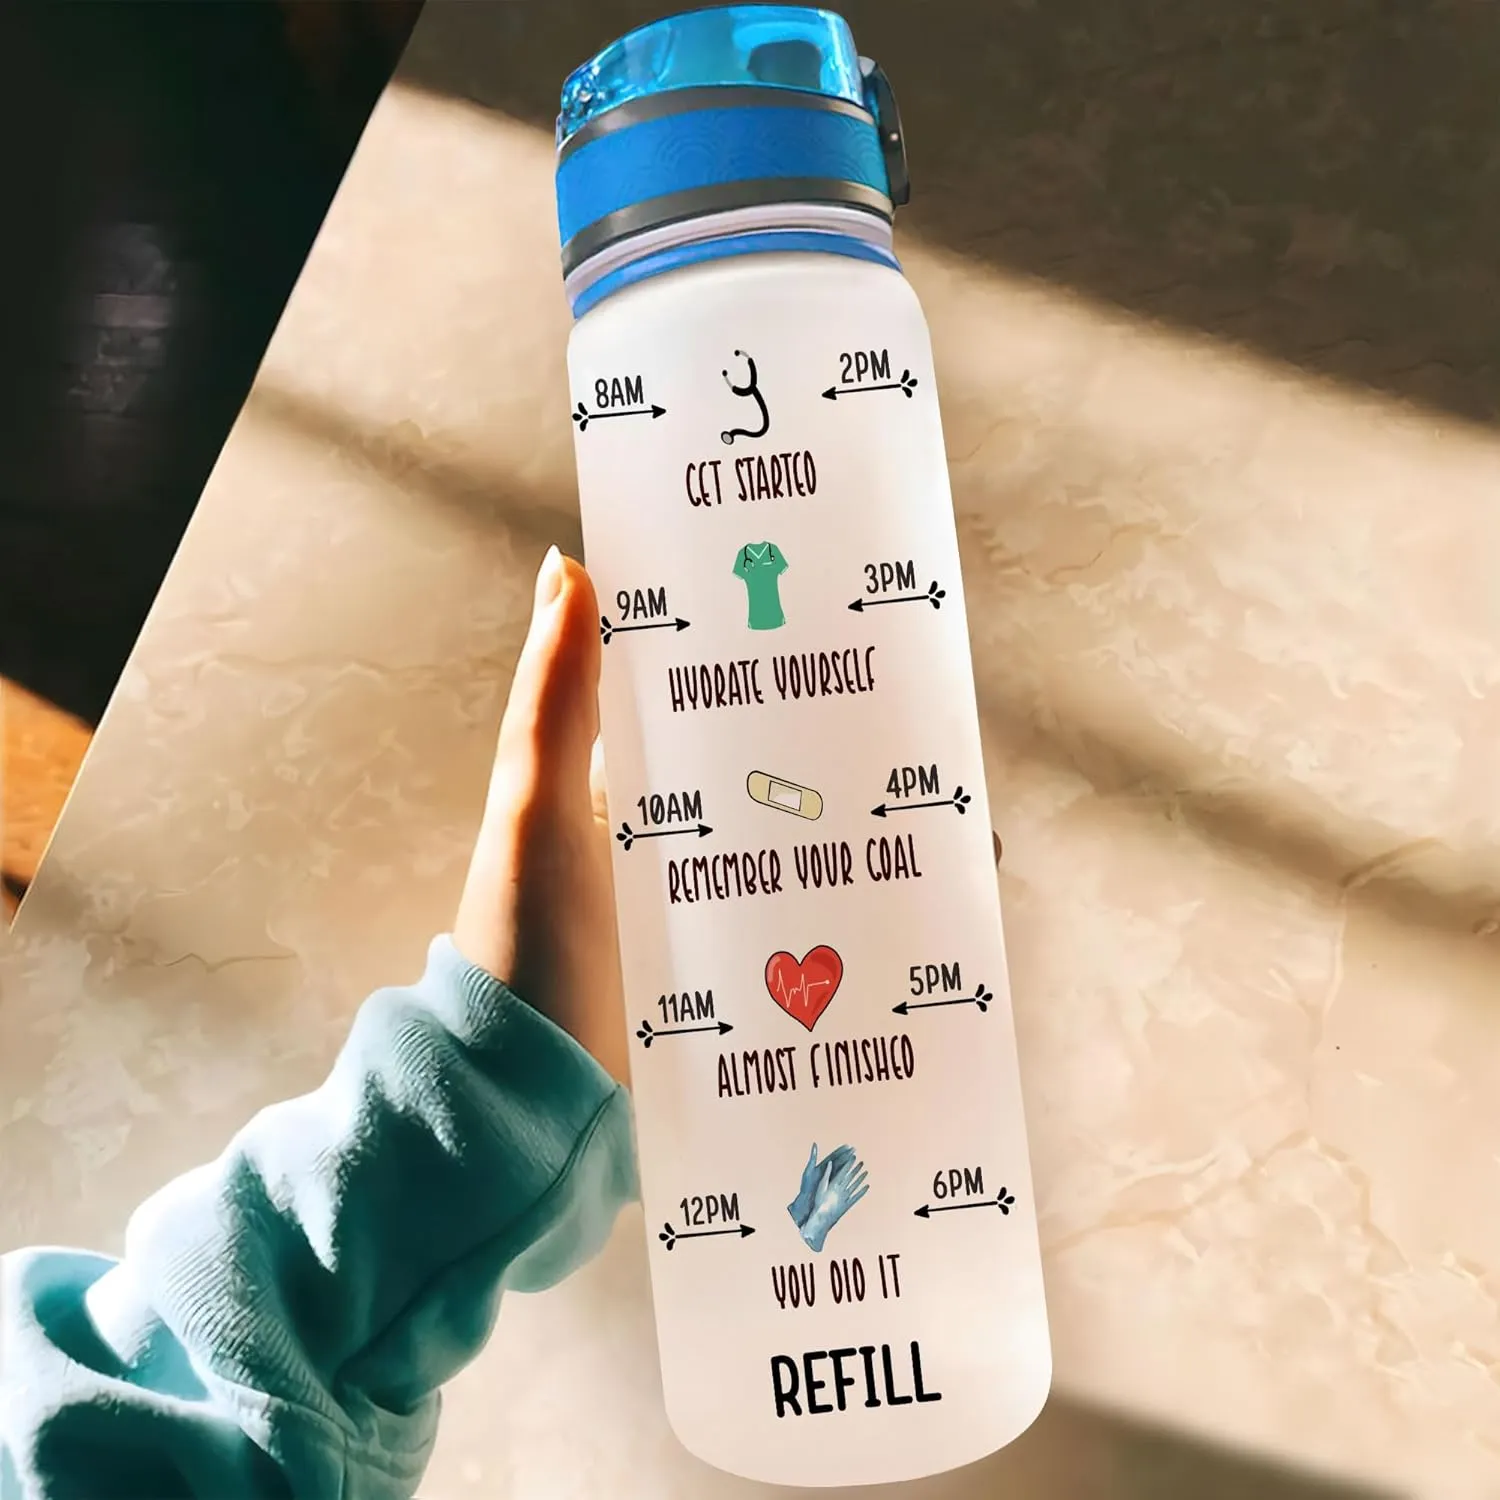 8AM 2PM
GET STARTED
9AM 3PM
HYDRATE YOURSELF
10AM 4PM
REMEMBER YOUR GOAL
11AM 5PM
ALMOST FINISHED
12PM 6PM
YOU DID IT
REFILL